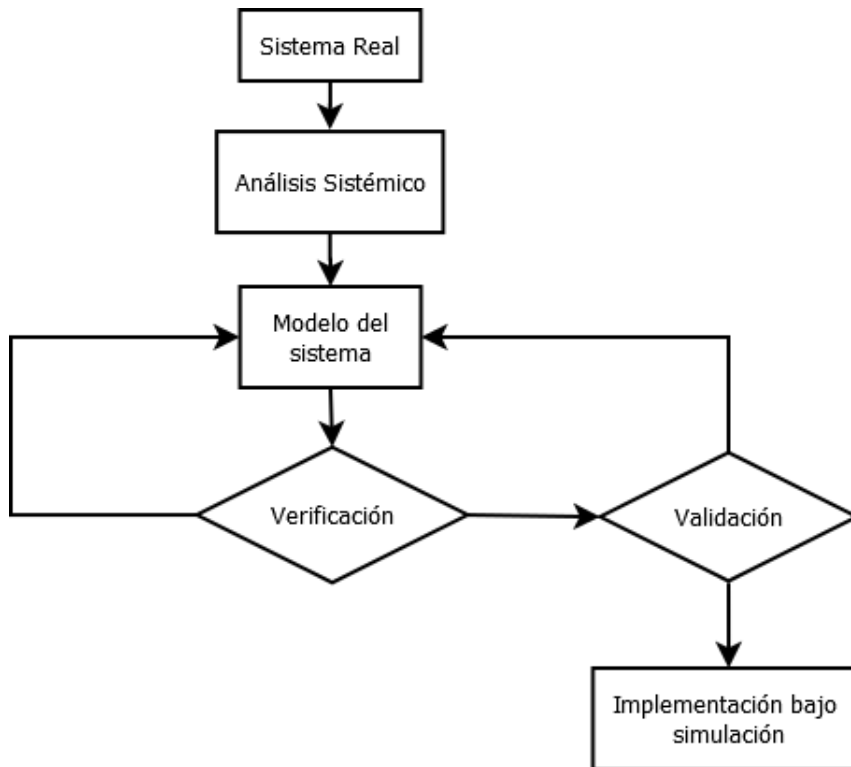 Sistema Real
Análisis Sistémico
Modelo del
sistema
Verificación
Validación
Implementación bajo
simulación